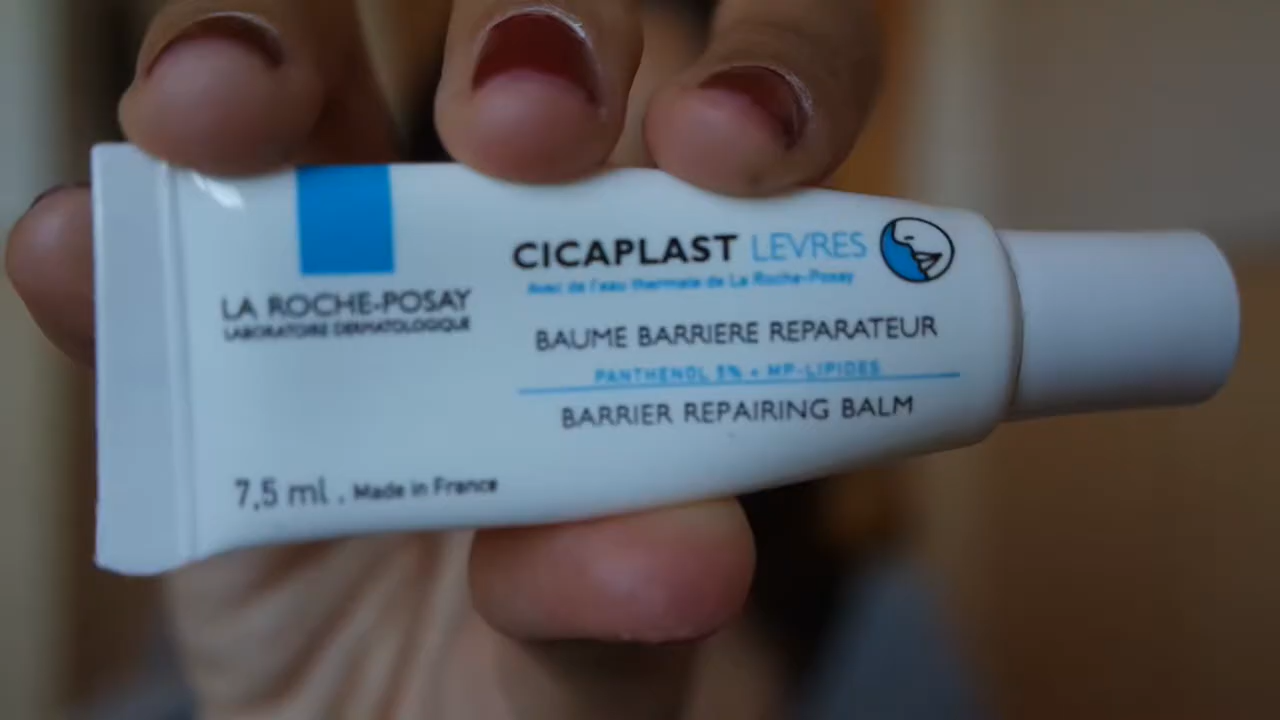 LA ROCHE-POSAY
LABORATOIRE DERMATOLOGIQUE
CICAPLAST LEVRES
Avec de l'eau thermale de La Roche-Posay
BAUME BARRIERE REPARATEUR
PANTHENOL 5% + MP-LIPIDES
BARRIER REPAIRING BALM
7,5 ml . Made in France